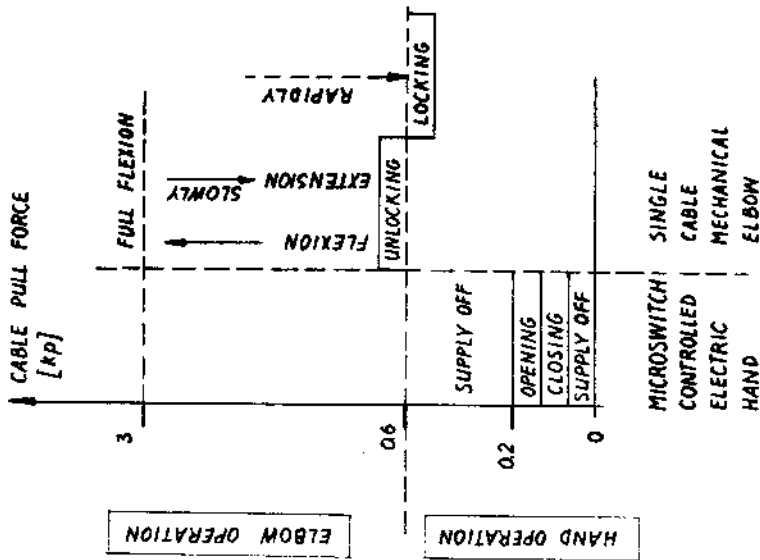 CABLE PULL FORCE
[kp]
3
0.6
0.2
0
ELBOW OPERATION
HAND OPERATION
FULL FLEXION
FLEXION
EXTENSION
SLOWLY
RAPIDLY
UNLOCKING
LOCKING
SUPPLY OFF
OPENING
CLOSING
SUPPLY OFF
MICROSWITCH
CONTROLLED
ELECTRIC
HAND
SINGLE
CABLE
MECHANICAL
ELBOW